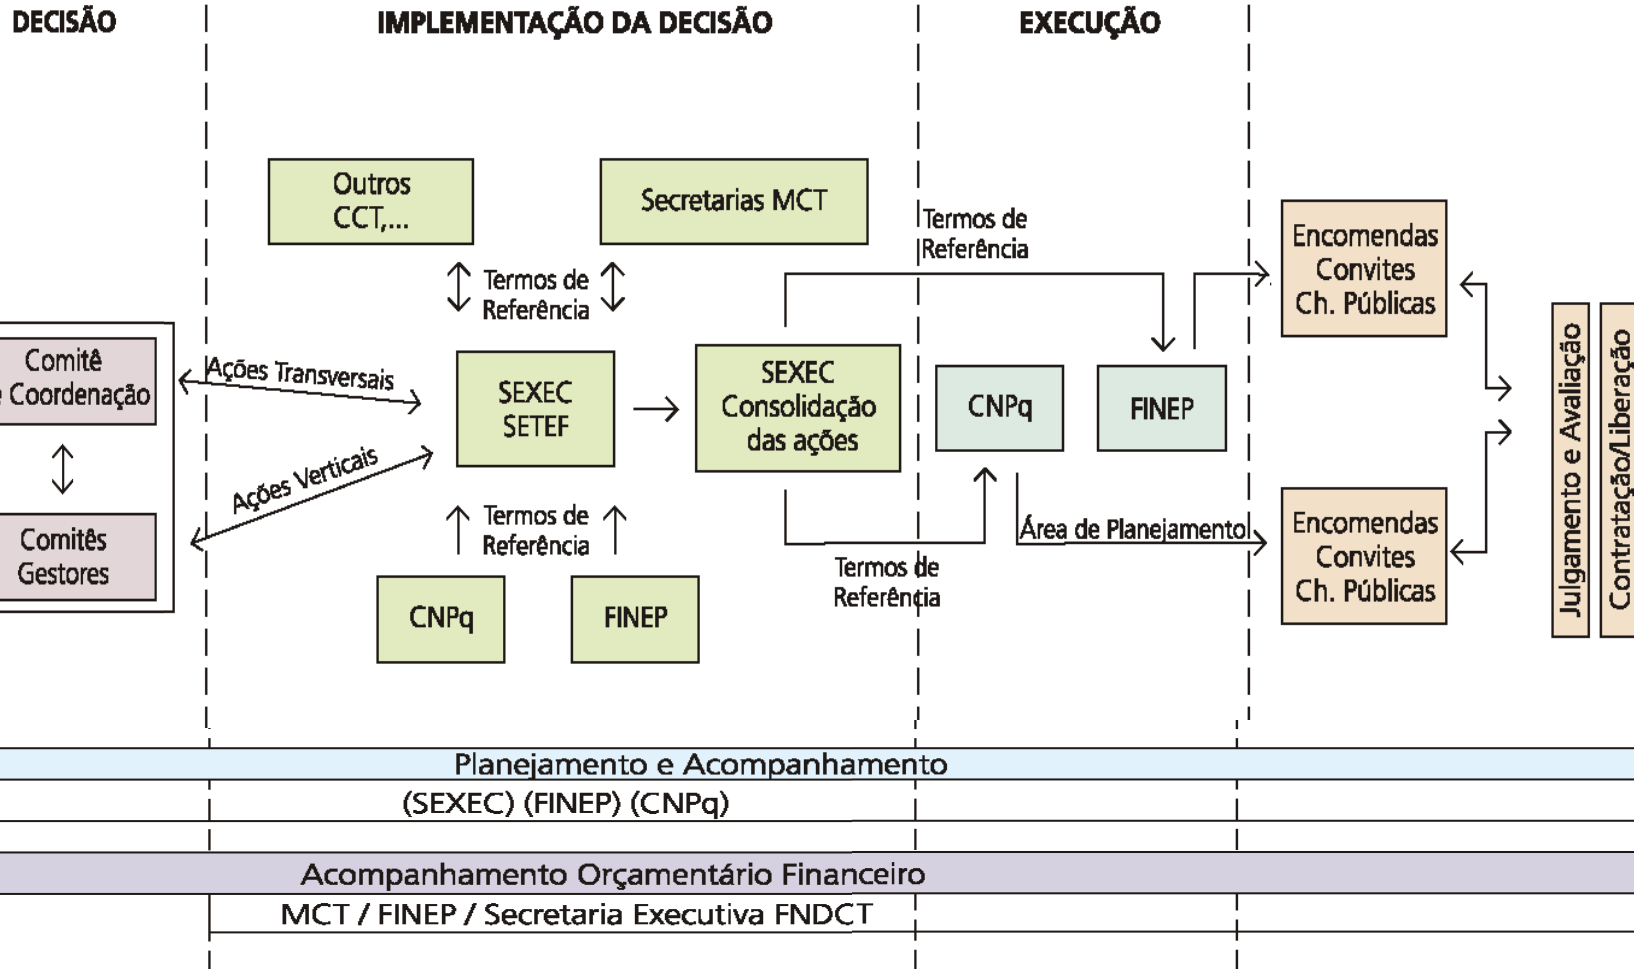 DECISÃO
IMPLEMENTAÇÃO DA DECISÃO
EXECUÇÃO
Outros
CCT,...
Secretarias MCT
Termos de
Referência
Termos de
Referência
Encomendas
Convites
Ch. Públicas
Comitê
e Coordenação
Ações Transversais
SEXEC
SETEF
SEXEC
Consolidação
das ações
CNPq
FINEP
Julgamento e Avaliação
Contratação/Liberação
Ações Verticais
Comitês
Gestores
Termos de
Referência
Área de Planejamento
Encomendas
Convites
Ch. Públicas
Termos de
Referência
CNPq
FINEP
Planejamento e Acompanhamento
(SEXEC) (FINEP) (CNPq)
Acompanhamento Orçamentário Financeiro
MCT / FINEP / Secretaria Executiva FNDCT